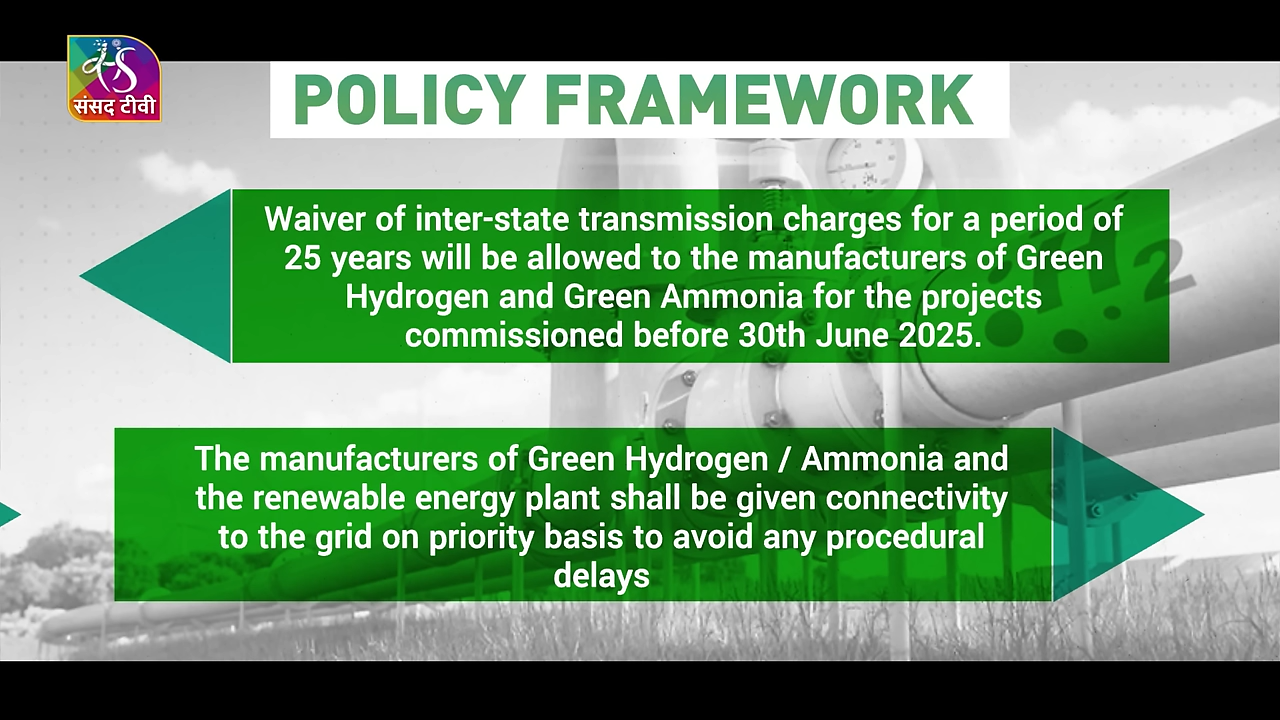 संसद टीवी
POLICY FRAMEWORK
Waiver of inter-state transmission charges for a period of
25 years will be allowed to the manufacturers of Green
Hydrogen and Green Ammonia for the projects
commissioned before 30th June 2025.
H2
The manufacturers of Green Hydrogen / Ammonia and
the renewable energy plant shall be given connectivity
to the grid on priority basis to avoid any procedural
delays